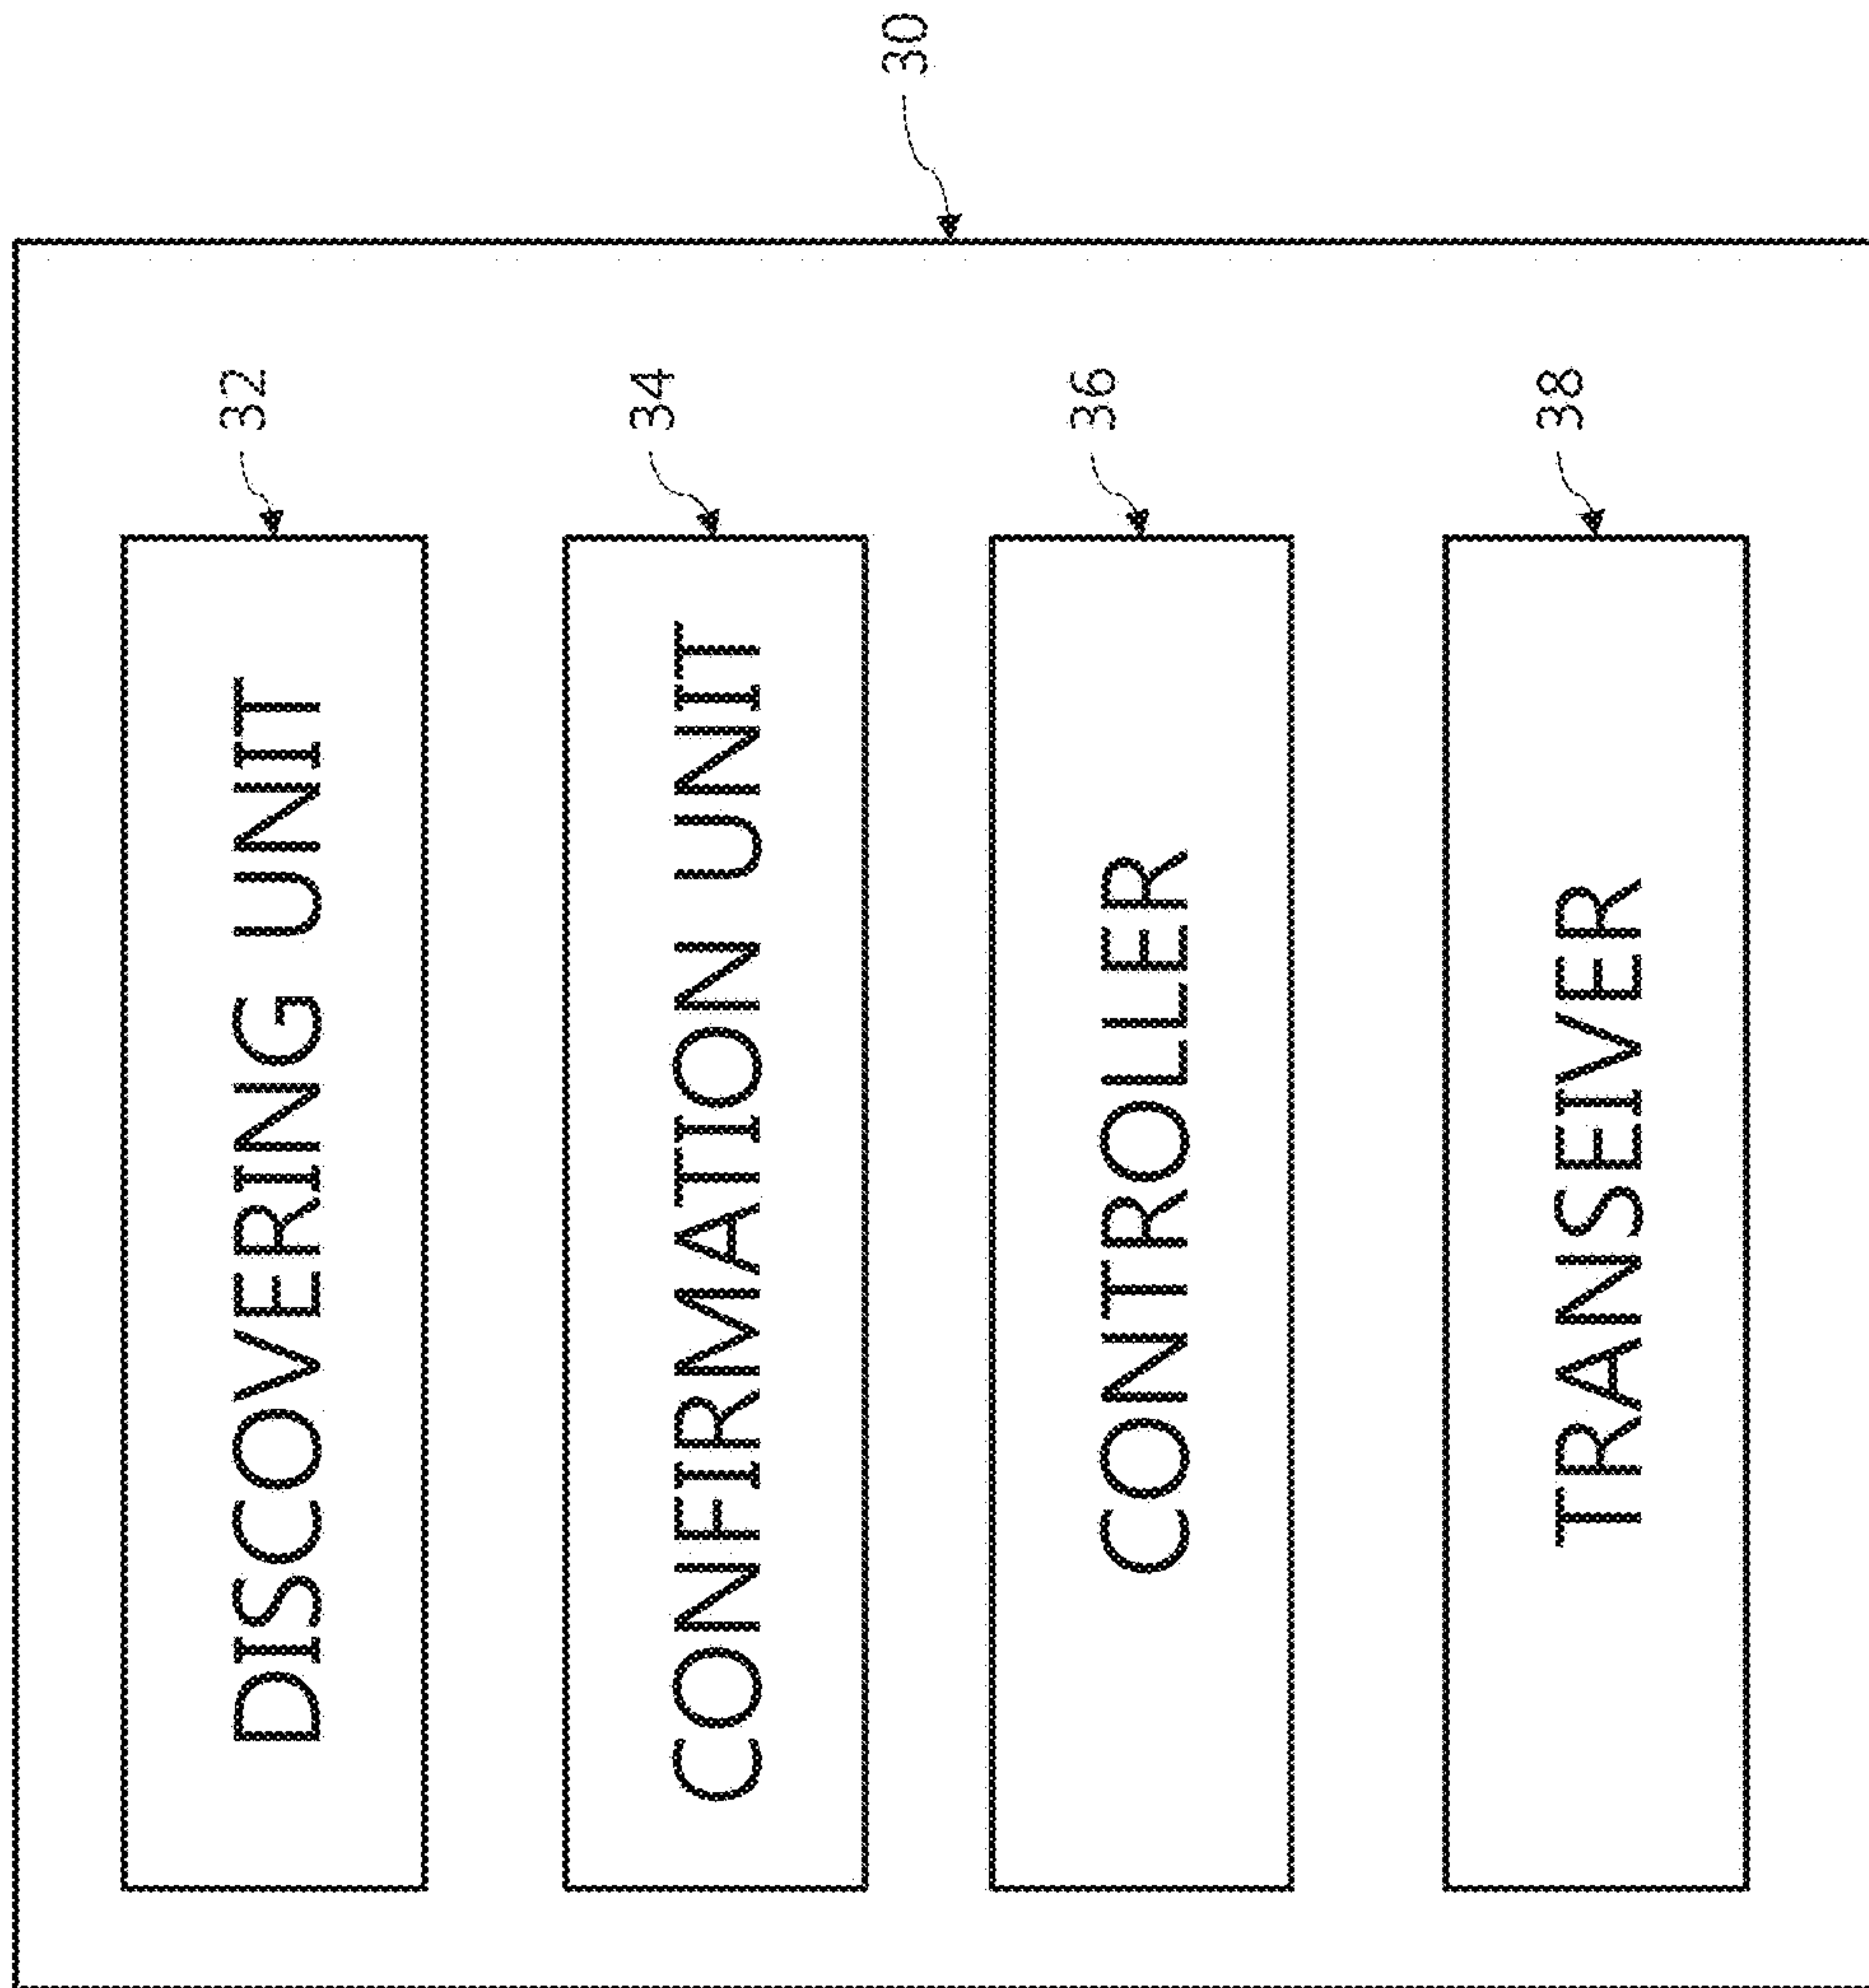 30
32
DISCOVERING UNIT
34
CONFIRMATION UNIT
36
CONTROLLER
38
TRANSEIVER